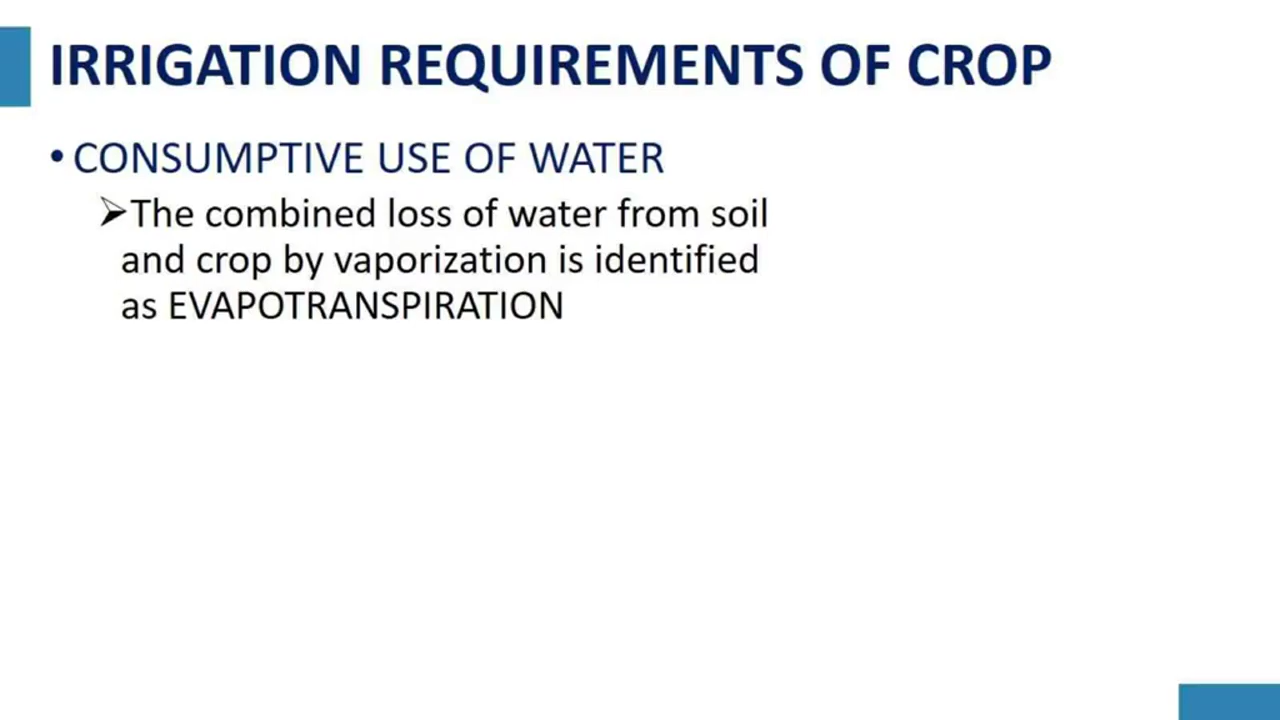 IRRIGATION REQUIREMENTS OF CROP
• CONSUMPTIVE USE OF WATER
➢The combined loss of water from soil
and crop by vaporization is identified
as EVAPOTRANSPIRATION